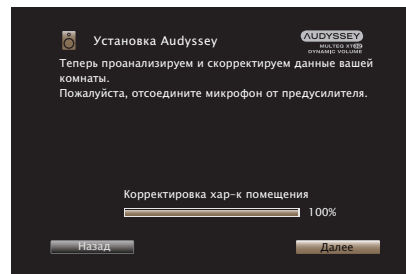 Установка Audyssey
AUDYSSEY
MULTEQ XT32
DYNAMIC VOLUME
Теперь проанализируем и скорректируем данные вашей
комнаты.
Пожалуйста, отсоедините микрофон от предусилителя.
Корректировка хар-к помещения
100%
Назад
Далее